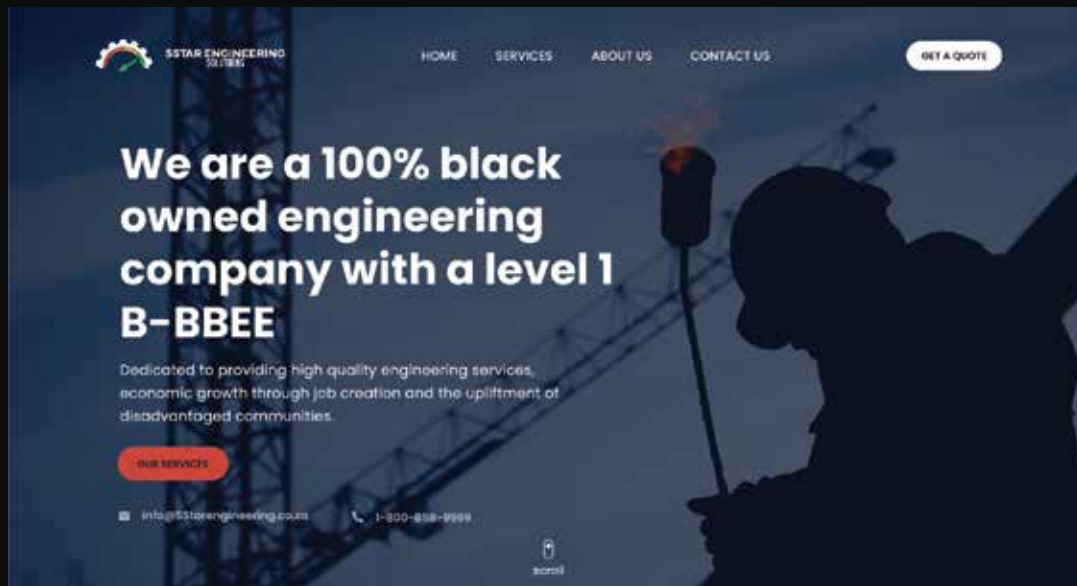 5STAR ENGINEERING
SOLUTIONS
HOME
SERVICES
ABOUT US
CONTACT US
GET A QUOTE
We are a 100% black
owned engineering
company with a level 1
B-BBEE
Dedicated to providing high quality engineering services,
economic growth through job creation and the upliftment of
disadvantaged communities.
OUR SERVICES
info@5Starengineering.co.za
1-800-858-9999
scroll